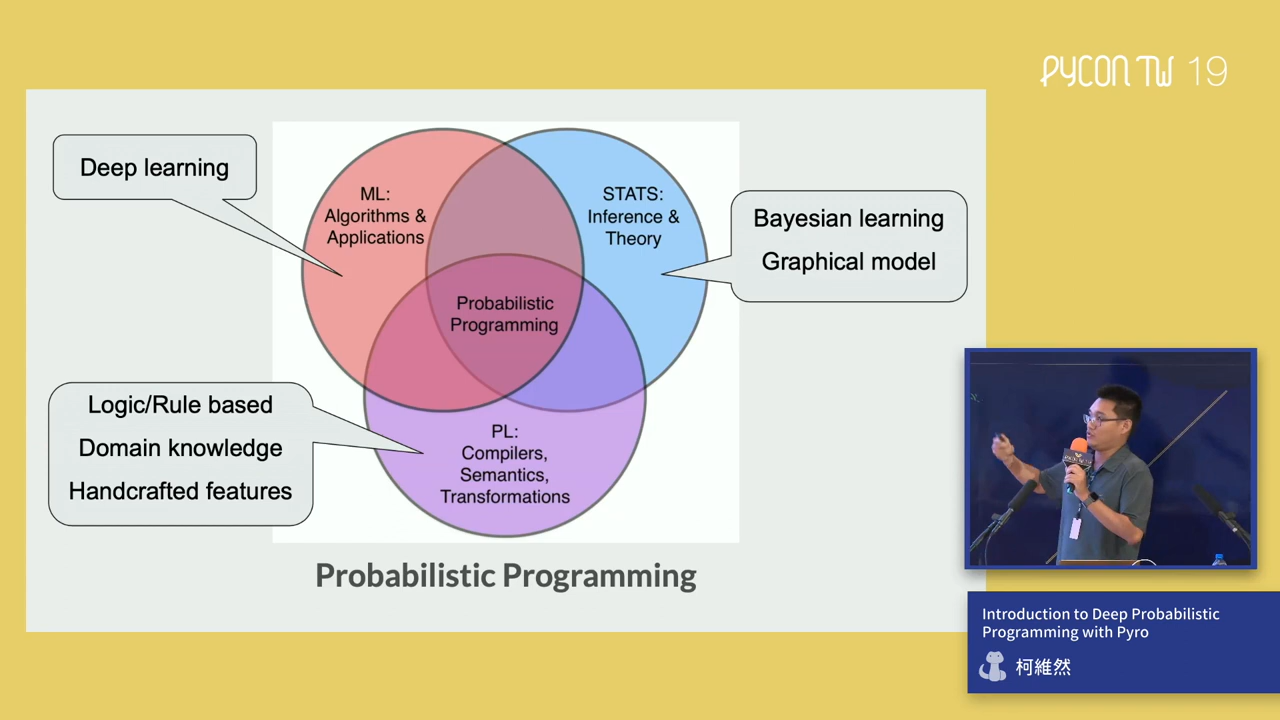 PYCON TW 19
Deep learning
ML:
Algorithms &
Applications
STATS:
Inference &
Theory
Bayesian learning
Graphical model
Probabilistic
Programming
Logic/Rule based
Domain knowledge
Handcrafted features
PL:
Compilers,
Semantics,
Transformations
Probabilistic Programming
Introduction to Deep Probabilistic
Programming with Pyro
柯維然